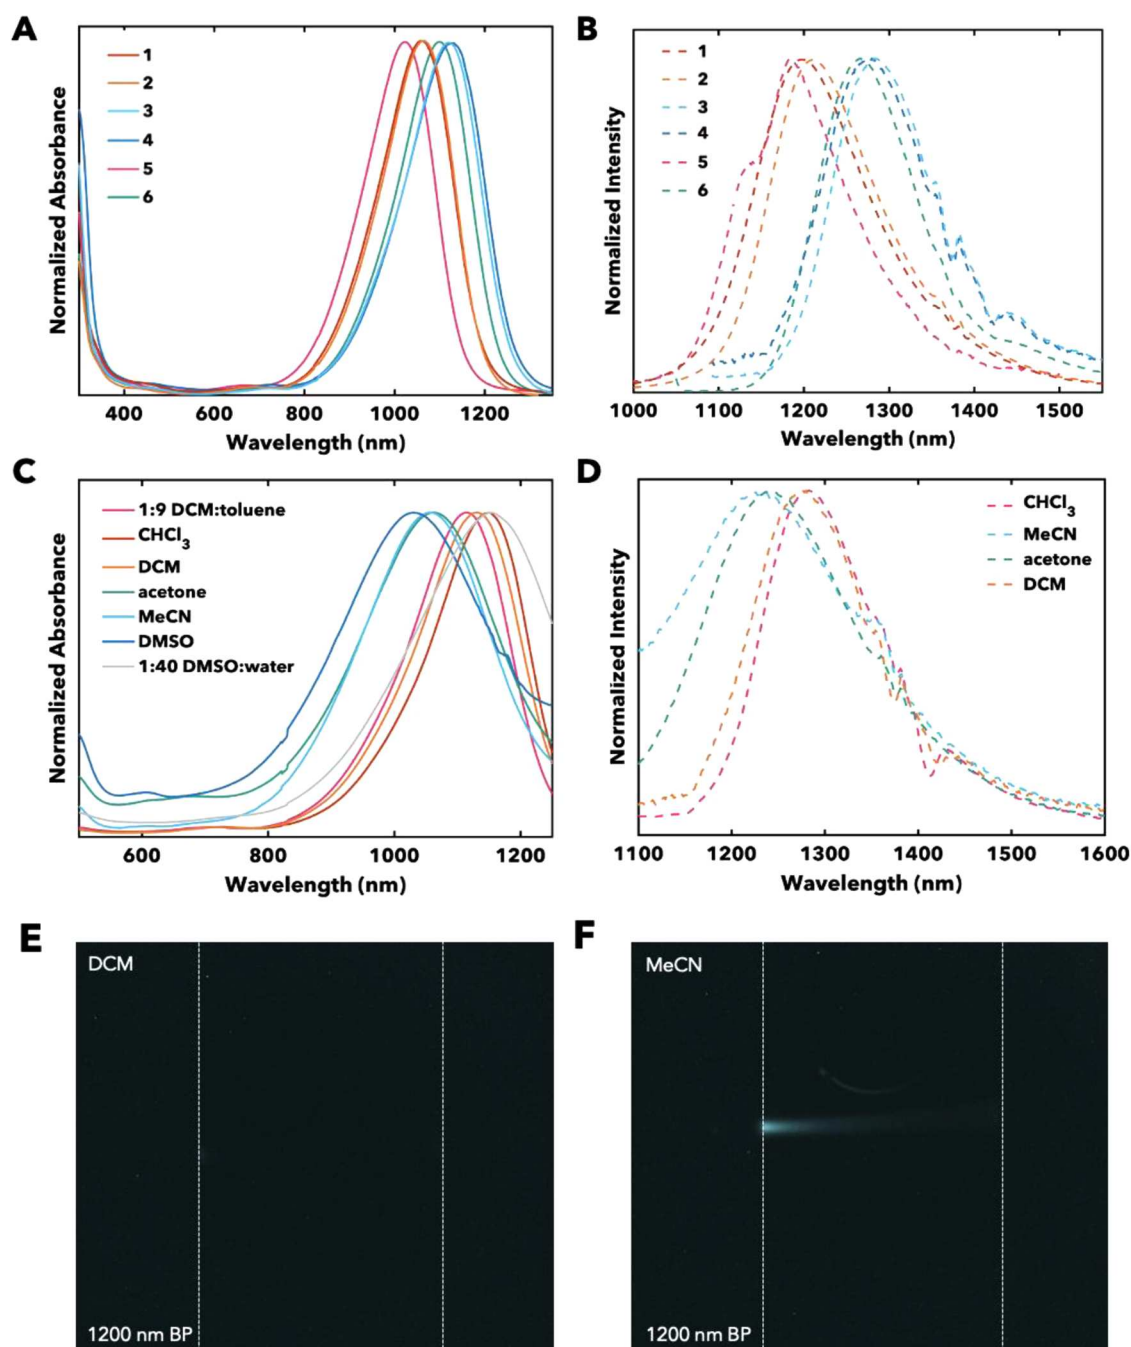 A
1
2
3
4
5
6
Normalized Absorbance
400
600
800
1000
1200
Wavelength (nm)
B
1
2
3
4
5
6
Normalized Intensity
1000
1100
1200
1300
1400
1500
Wavelength (nm)
C
1:9 DCM:toluene
CHCl3
DCM
acetone
MeCN
DMSO
1:40 DMSO:water
Normalized Absorbance
600
800
1000
1200
Wavelength (nm)
D
CHCl3
MeCN
acetone
DCM
Normalized Intensity
1100
1200
1300
1400
1500
1600
Wavelength (nm)
E
DCM
1200 nm BP
F
MeCN
1200 nm BP